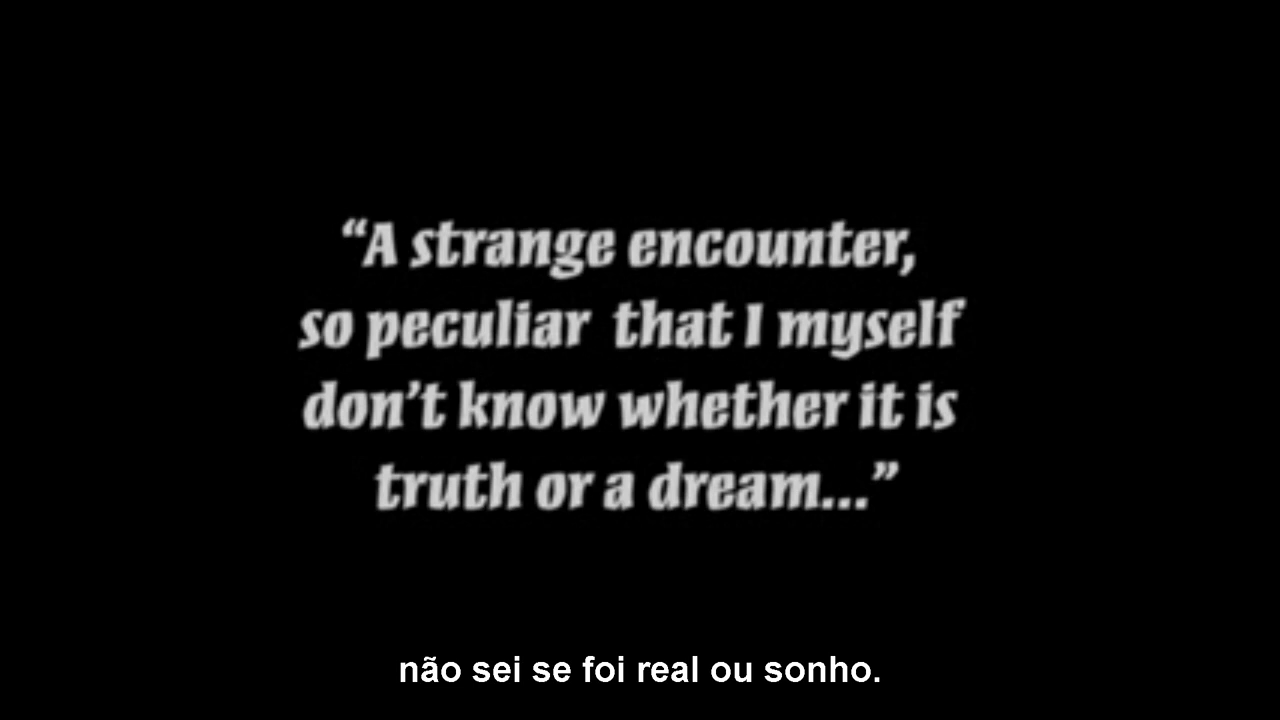 “A strange encounter,
so peculiar that I myself
don’t know whether it is
truth or a dream...”
não sei se foi real ou sonho.